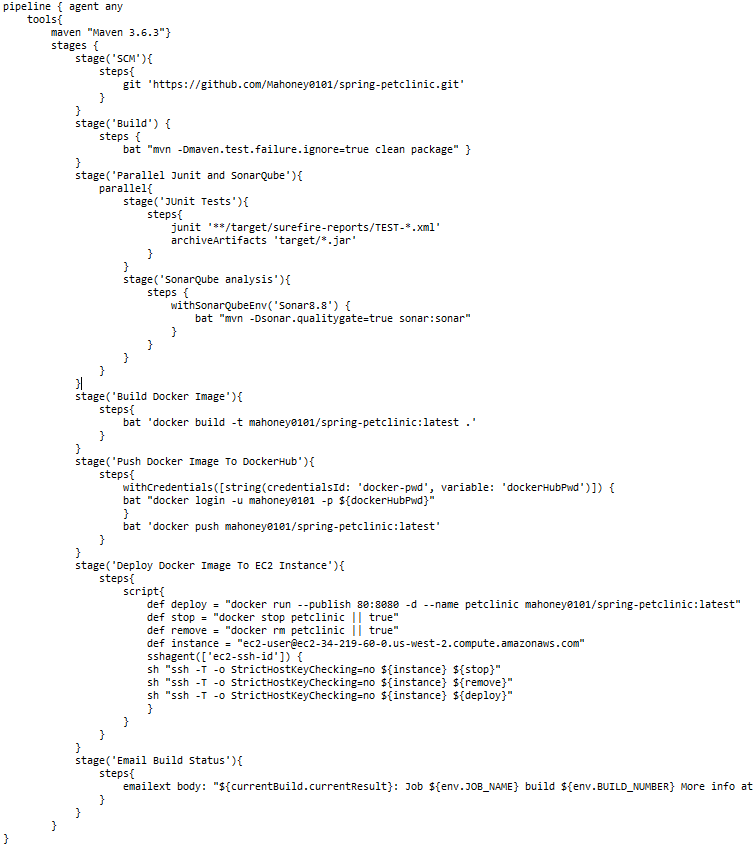 pipeline { agent any
    tools{
        maven "Maven 3.6.3"}
        stages {
            stage('SCM'){
                steps{
                    git 'https://github.com/Mahoney0101/spring-petclinic.git'
                }
            }
            stage('Build') {
                steps {
                    bat "mvn -Dmaven.test.failure.ignore=true clean package" }
            }
            stage('Parallel Junit and SonarQube'){
                parallel{
                    stage('JUnit Tests'){
                        steps{
                            junit '**/target/surefire-reports/TEST-*.xml'
                            archiveArtifacts 'target/*.jar'
                        }
                    }
                    stage('SonarQube analysis'){
                        steps {
                            withSonarQubeEnv('Sonar8.8') {
                                bat "mvn -Dsonar.qualitygate=true sonar:sonar"
                            }
                        }
                    }
                }
            }
            stage('Build Docker Image'){
                steps{
                    bat 'docker build -t mahoney0101/spring-petclinic:latest .'
                }
            }
            stage('Push Docker Image To DockerHub'){
                steps{
                    withCredentials([string(credentialsId: 'docker-pwd', variable: 'dockerHubPwd')]) {
                    bat "docker login -u mahoney0101 -p ${dockerHubPwd}"
                    }
                    bat 'docker push mahoney0101/spring-petclinic:latest'
                }
            }
            stage('Deploy Docker Image To EC2 Instance'){
                steps{
                    script{
                        def deploy = "docker run --publish 80:8080 -d --name petclinic mahoney0101/spring-petclinic:latest"
                        def stop = "docker stop petclinic || true"
                        def remove = "docker rm petclinic || true"
                        def instance = "ec2-user@ec2-34-219-60-0.us-west-2.compute.amazonaws.com"
                        sshagent(['ec2-ssh-id']) {
                        sh "ssh -T -o StrictHostKeyChecking=no ${instance} ${stop}"
                        sh "ssh -T -o StrictHostKeyChecking=no ${instance} ${remove}"
                        sh "ssh -T -o StrictHostKeyChecking=no ${instance} ${deploy}"
                        }
                    }
                }
            }
            stage('Email Build Status'){
                steps{
                    emailext body: "${currentBuild.currentResult}: Job ${env.JOB_NAME} build ${env.BUILD_NUMBER} More info at
                }
            }
        }
}